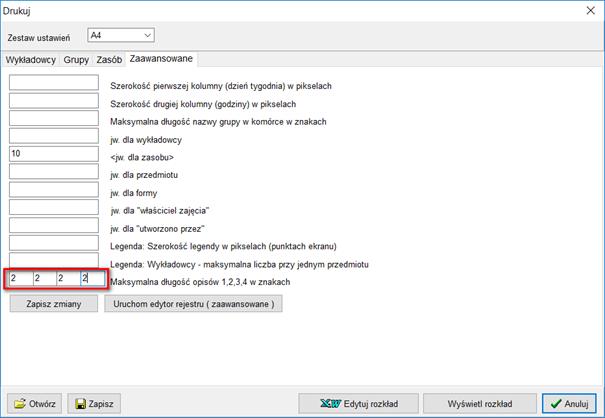 Drukuj
Zestaw ustawień A4
Wykładowcy Grupy Zasób Zaawansowane
Szerokość pierwszej kolumny (dzień tygodnia) w pikselach
Szerokość drugiej kolumny (godziny) w pikselach
Maksymalna długość nazwy grupy w komórce w znakach
jw. dla wykładowcy
10 <jw. dla zasobu>
jw. dla przedmiotu
jw. dla formy
jw. dla "właściciel zajęcia"
jw. dla "utworzono przez"
Legenda: Szerokość legendy w pikselach (punktach ekranu)
Legenda: Wykładowcy - maksymalna liczba przy jednym przedmiotu
2 2 2 2 Maksymalna długość opisów 1,2,3,4 w znakach
Zapisz zmiany Uruchom edytor rejestru ( zaawansowane )
Otwórz Zapisz XW Edytuj rozkład Wyświetl rozkład Anuluj